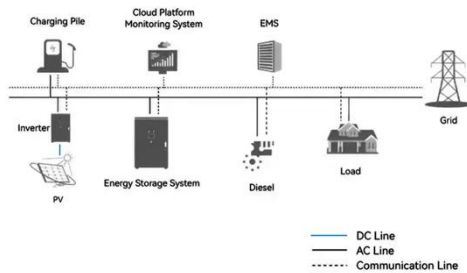 Cloud Platform
Monitoring System
Charging Pile
EMS
Grid
Inverter
PV
Energy Storage System
Diesel
Load
DC Line
AC Line
Communication Line